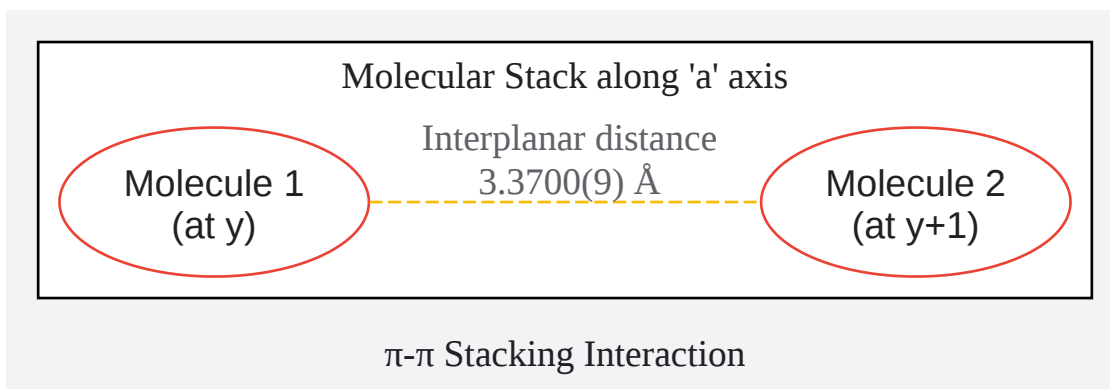 Molecular Stack along 'a' axis
Interplanar distance
3.3700(9) Å
Molecule 1
(at y)
Molecule 2
(at y+1)
π-π Stacking Interaction